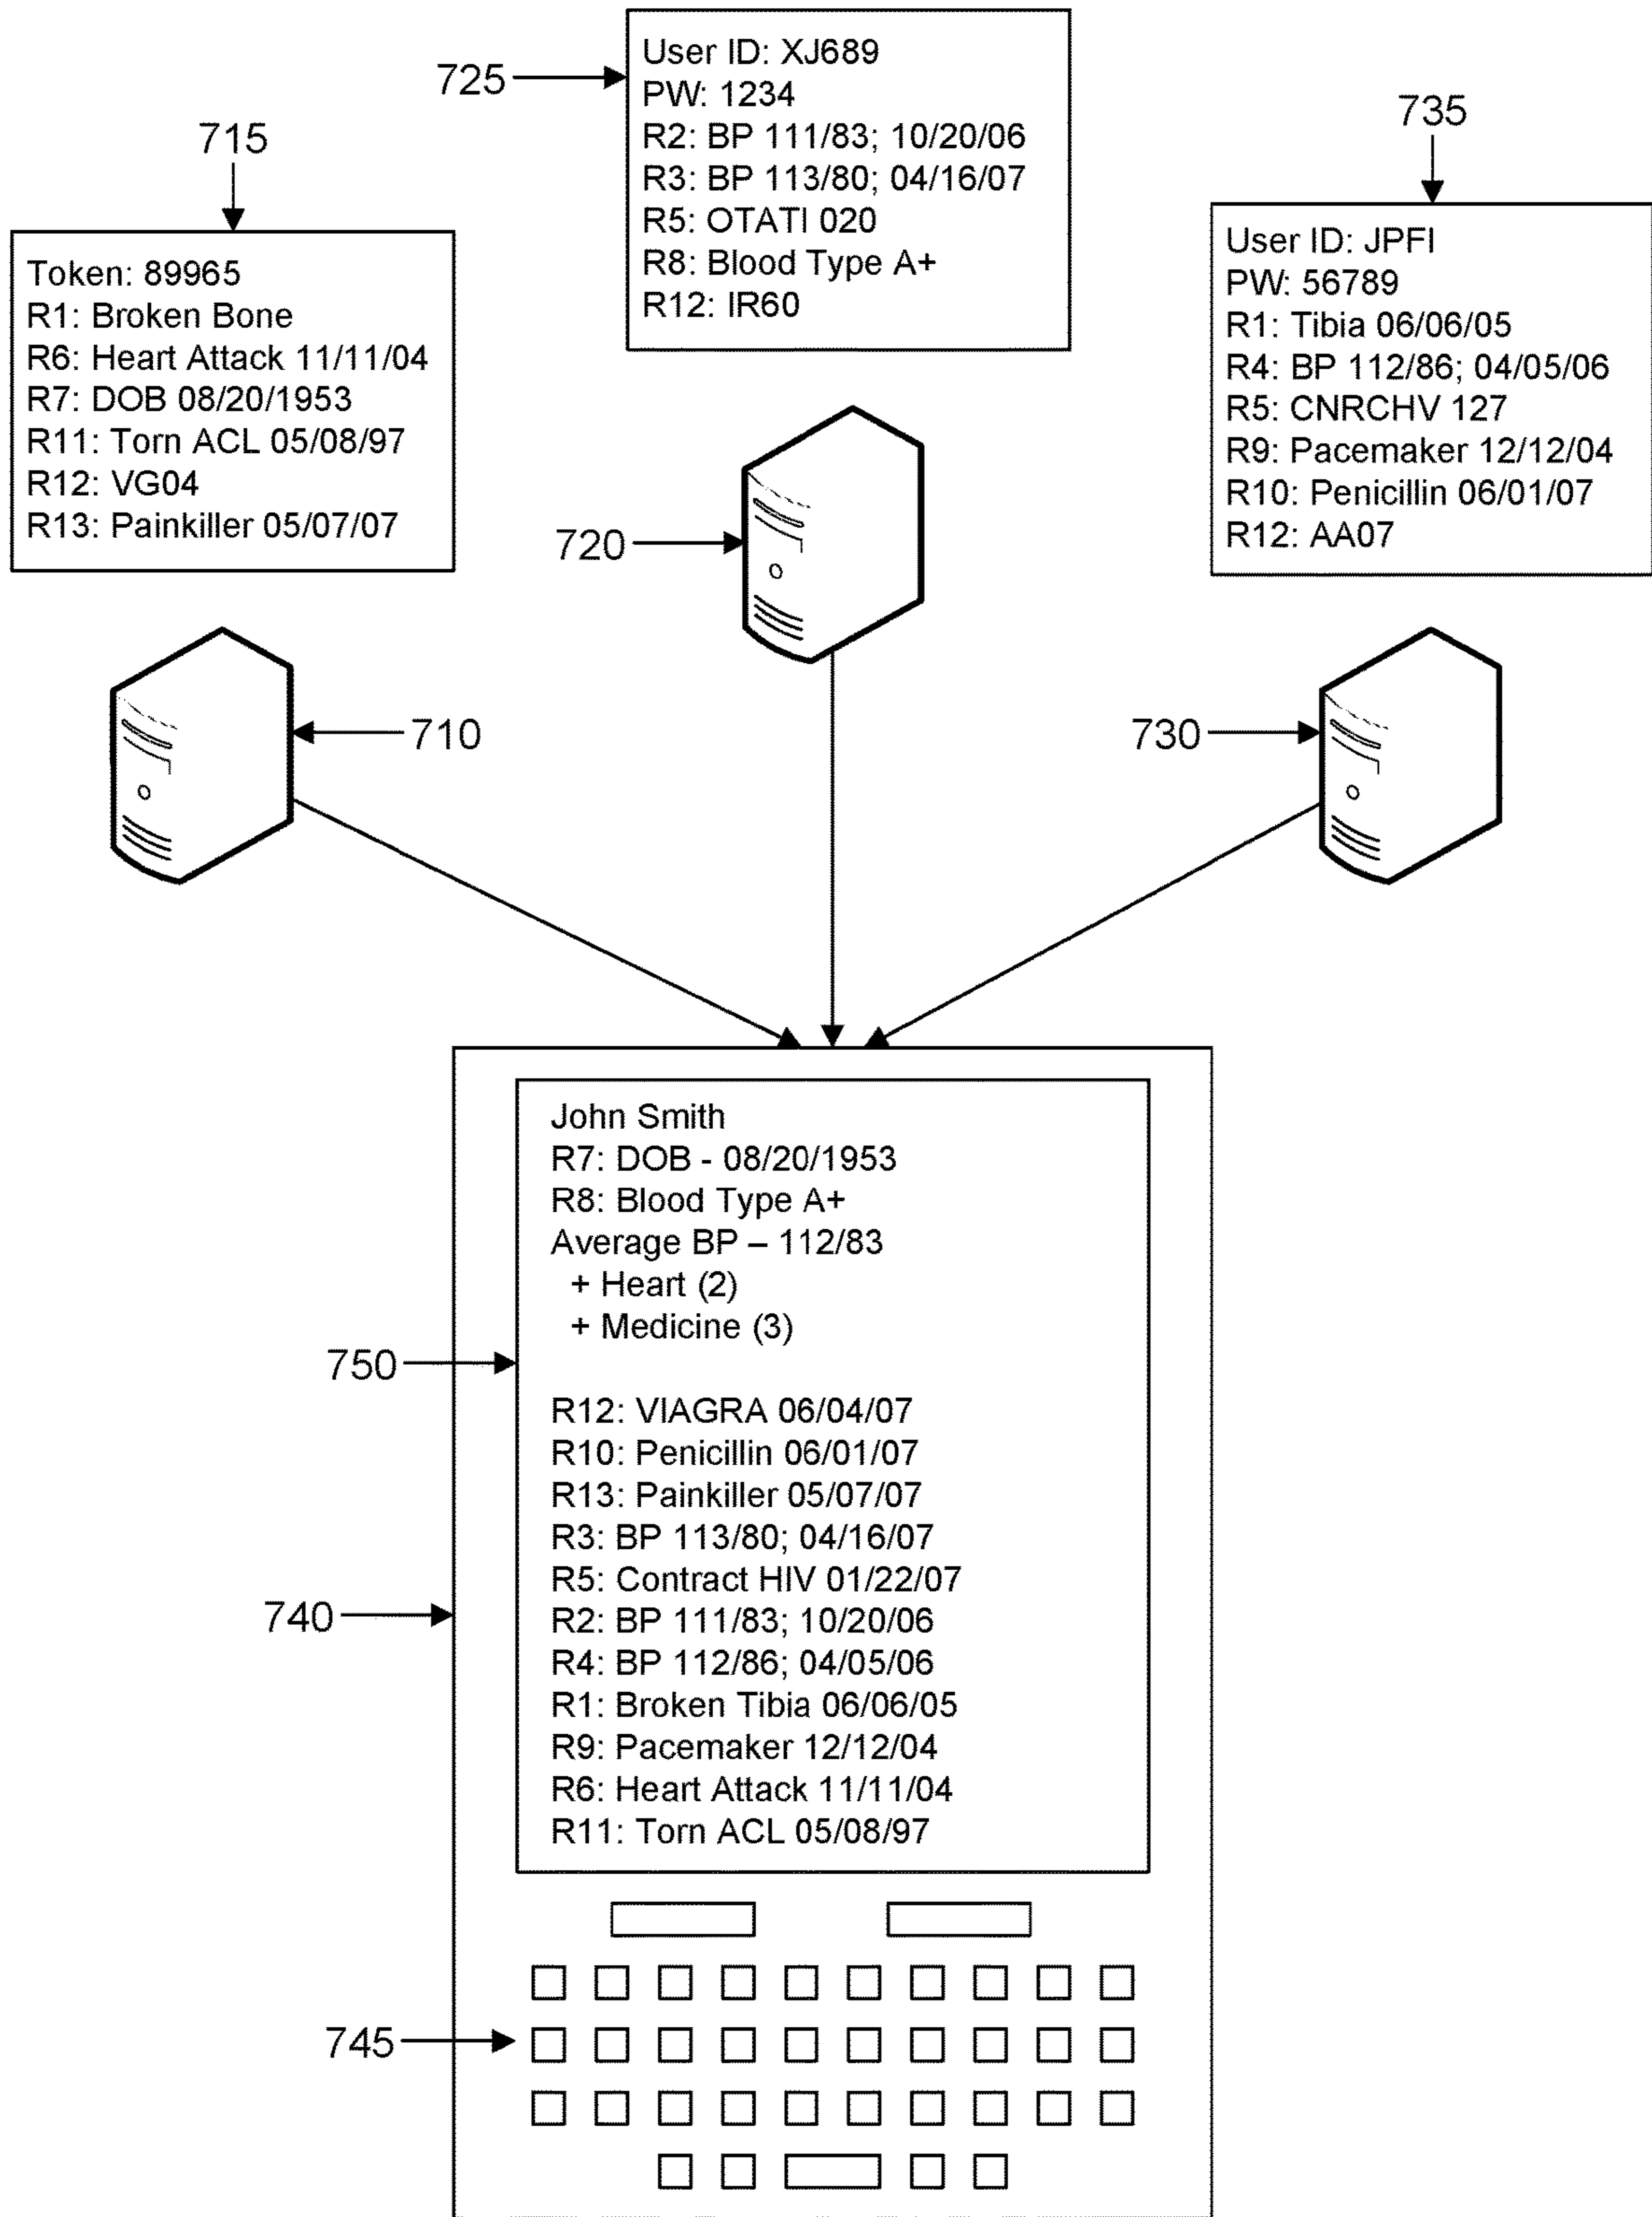 725
User ID: XJ689
PW: 1234
R2: BP 111/83; 10/20/06
R3: BP 113/80; 04/16/07
R5: OTATI 020
R8: Blood Type A+
R12: IR60
715
Token: 89965
R1: Broken Bone
R6: Heart Attack 11/11/04
R7: DOB 08/20/1953
R11: Torn ACL 05/08/97
R12: VG04
R13: Painkiller 05/07/07
735
User ID: JPFI
PW: 56789
R1: Tibia 06/06/05
R4: BP 112/86; 04/05/06
R5: CNRCHV 127
R9: Pacemaker 12/12/04
R10: Penicillin 06/01/07
R12: AA07
720
710
730
John Smith
R7: DOB - 08/20/1953
R8: Blood Type A+
Average BP – 112/83
+ Heart (2)
+ Medicine (3)
750
R12: VIAGRA 06/04/07
R10: Penicillin 06/01/07
R13: Painkiller 05/07/07
R3: BP 113/80; 04/16/07
R5: Contract HIV 01/22/07
740
R2: BP 111/83; 10/20/06
R4: BP 112/86; 04/05/06
R1: Broken Tibia 06/06/05
R9: Pacemaker 12/12/04
R6: Heart Attack 11/11/04
R11: Torn ACL 05/08/97
745